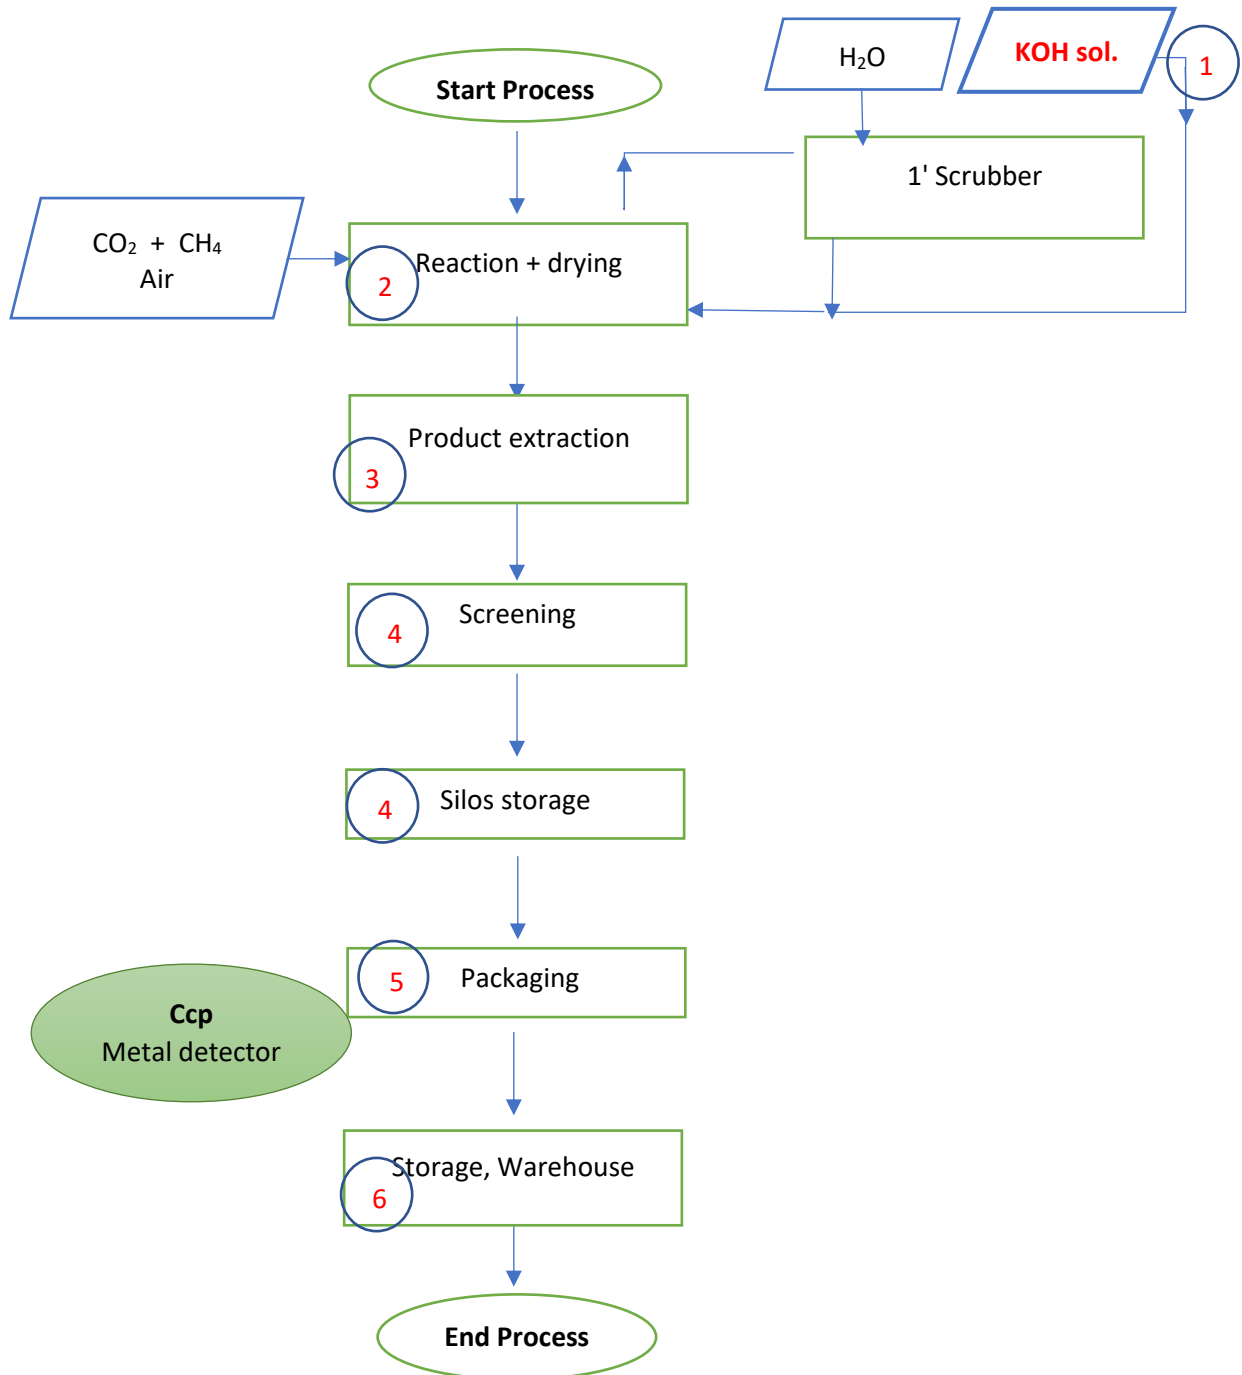 H₂O
KOH sol.
1
Start Process
1' Scrubber
CO₂ + CH₄
Air
Reaction + drying
2
Product extraction
3
Screening
4
Silos storage
4
Packaging
5
Ccp
Metal detector
Storage, Warehouse
6
End Process